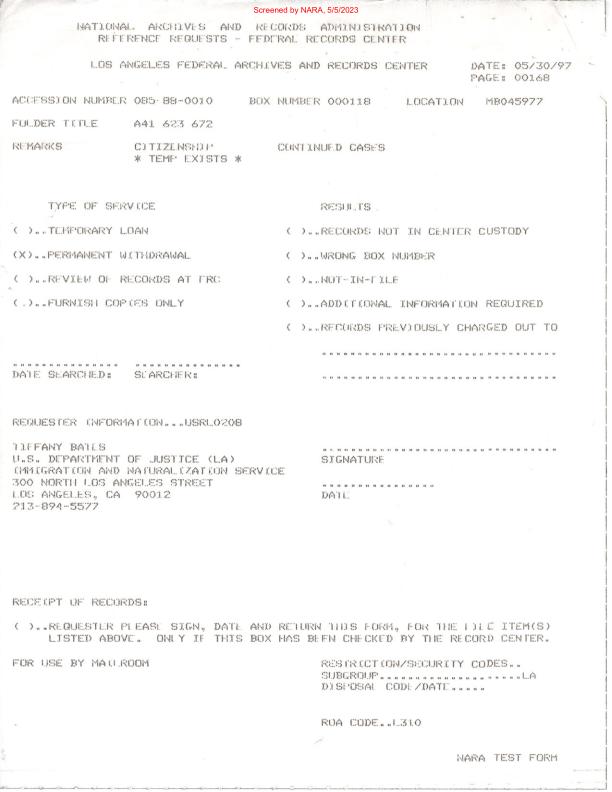 Screened by NARA, 5/5/2023
NATIONAL ARCHIVES AND RECORDS ADMINISTRATION
REFERENCE REQUESTS - FEDERAL RECORDS CENTER
LOS ANGELES FEDERAL ARCHIVES AND RECORDS CENTER DATE: 05/30/97
PAGE: 00168
ACCESSION NUMBER 085-88-0010 BOX NUMBER 000118 LOCATION MB045977
FOLDER TITLE A41 623 672
REMARKS CITIZENSHIP CONTINUED CASES
* TEMP EXISTS *
TYPE OF SERVICE RESULTS
( )..TEMPORARY LOAN ( )..RECORDS NOT IN CENTER CUSTODY
(X)..PERMANENT WITHDRAWAL ( )..WRONG BOX NUMBER
( )..REVIEW OF RECORDS AT FRC ( )..NOT-IN-FILE
( )..FURNISH COPIES ONLY ( )..ADDITIONAL INFORMATION REQUIRED
( )..RECORDS PREVIOUSLY CHARGED OUT TO
DATE SEARCHED: SEARCHER:
REQUESTER INFORMATION...USRL0208
TIFFANY BATES
U.S. DEPARTMENT OF JUSTICE (LA) SIGNATURE
IMMIGRATION AND NATURALIZATION SERVICE
300 NORTH LOS ANGELES STREET
LOS ANGELES, CA 90012 DATE
213-894-5577
RECEIPT OF RECORDS:
( )..REQUESTER PLEASE SIGN, DATE AND RETURN THIS FORM, FOR THE FILE ITEM(S)
LISTED ABOVE. ONLY IF THIS BOX HAS BEEN CHECKED BY THE RECORD CENTER.
FOR USE BY MAILROOM RESTRICTION/SECURITY CODES..
SUBGROUP....................LA
DISPOSAL CODE/DATE.....
ROA CODE..L310
NARA TEST FORM